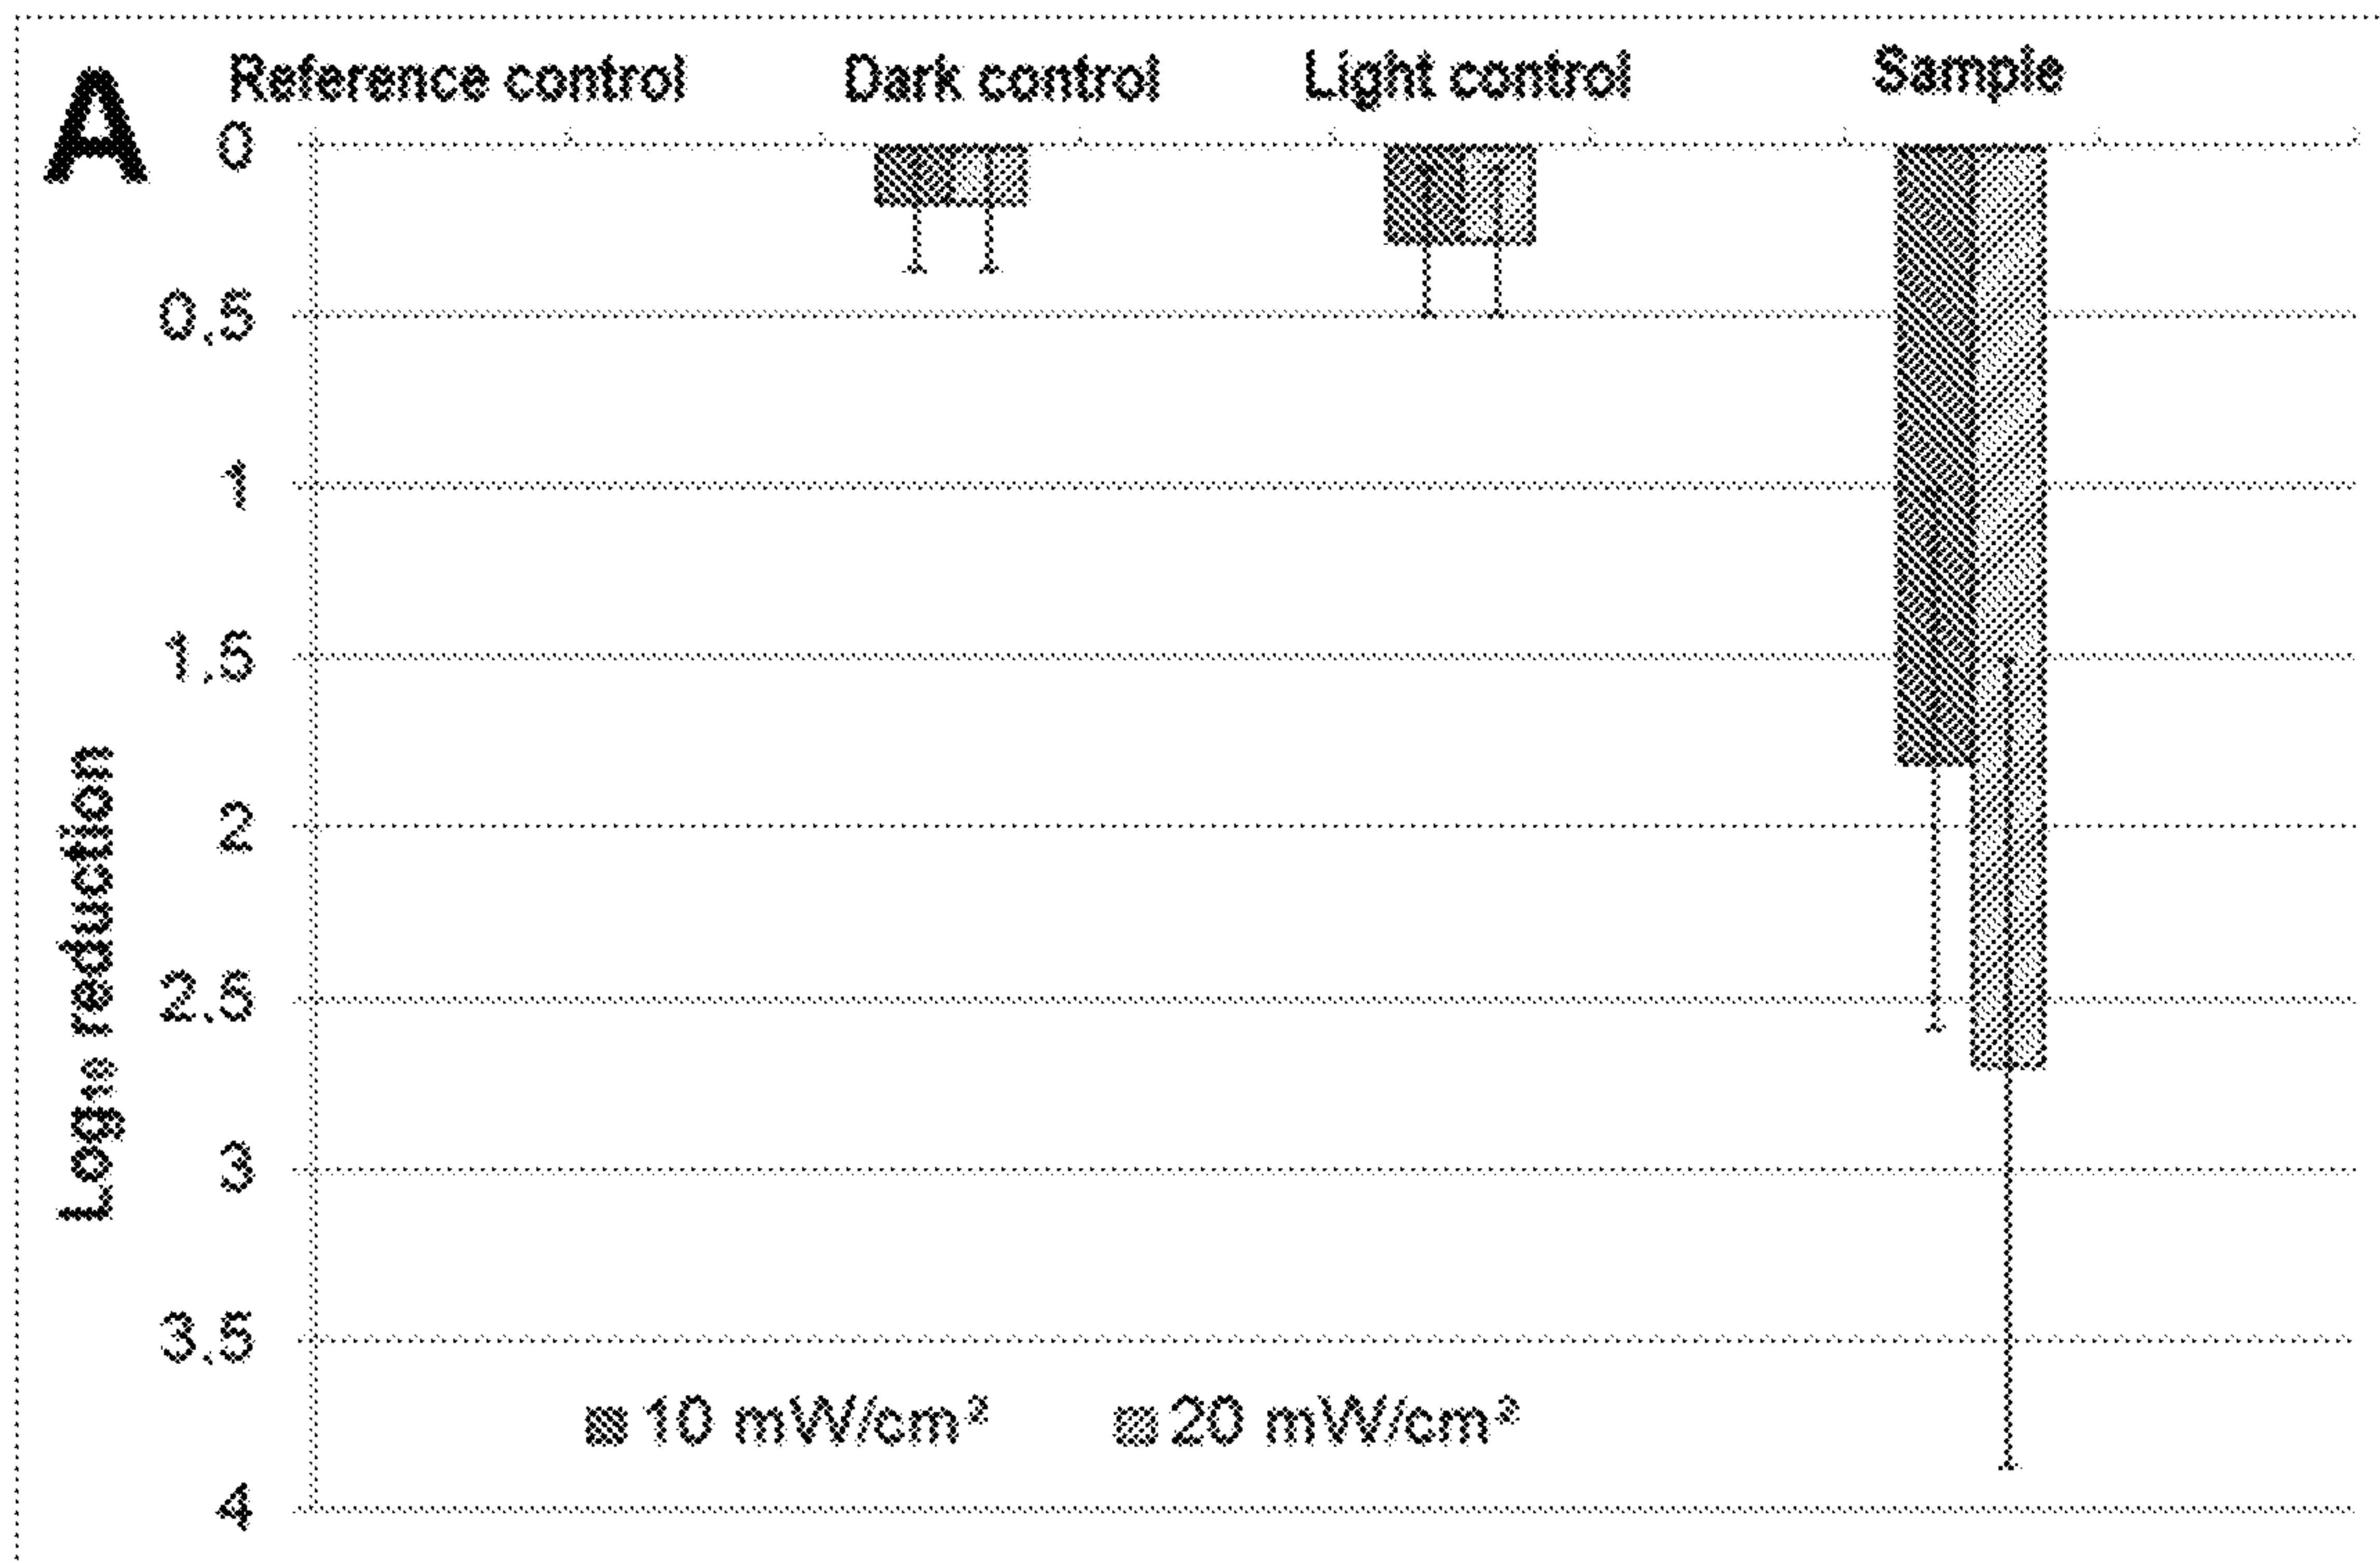 A
Reference control
Dark control
Light control
Sample
0
0.5
1
1.5
2
2.5
3
3.5
4
Log₁₀ reduction
10 mW/cm²
20 mW/cm²